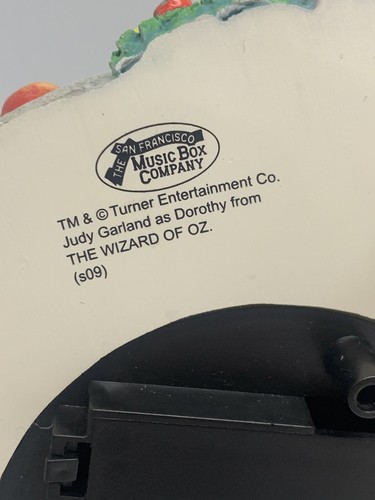 THE SAN FRANCISCO
MUSIC BOX
COMPANY
TM & © Turner Entertainment Co.
Judy Garland as Dorothy from
THE WIZARD OF OZ.
(s09)